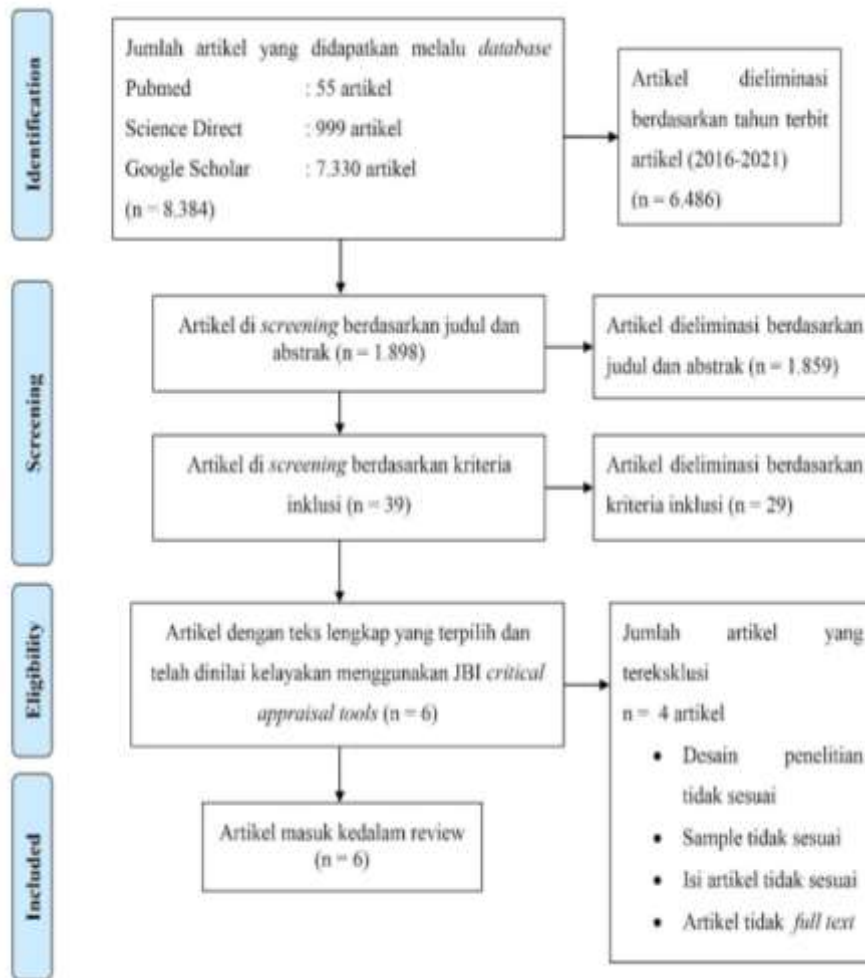 Identification
Jumlah artikel yang didapatkan melalu database
Pubmed : 55 artikel
Science Direct : 999 artikel
Google Scholar : 7.330 artikel
(n = 8.384)
Artikel dieliminasi
berdasarkan tahun terbit
artikel (2016-2021)
(n = 6.486)
Screening
Artikel di screening berdasarkan judul dan
abstrak (n = 1.898)
Artikel dieliminasi berdasarkan
judul dan abstrak (n = 1.859)
Artikel di screening berdasarkan kriteria
inklusi (n = 39)
Artikel dieliminasi berdasarkan
kriteria inklusi (n = 29)
Eligibility
Artikel dengan teks lengkap yang terpilih dan
telah dinilai kelayakan menggunakan JBI critical
appraisal tools (n = 6)
Jumlah artikel yang
tereksklusi
n = 4 artikel
• Desain penelitian
tidak sesuai
• Sample tidak sesuai
• Isi artikel tidak sesuai
• Artikel tidak full text
Included
Artikel masuk kedalam review
(n = 6)